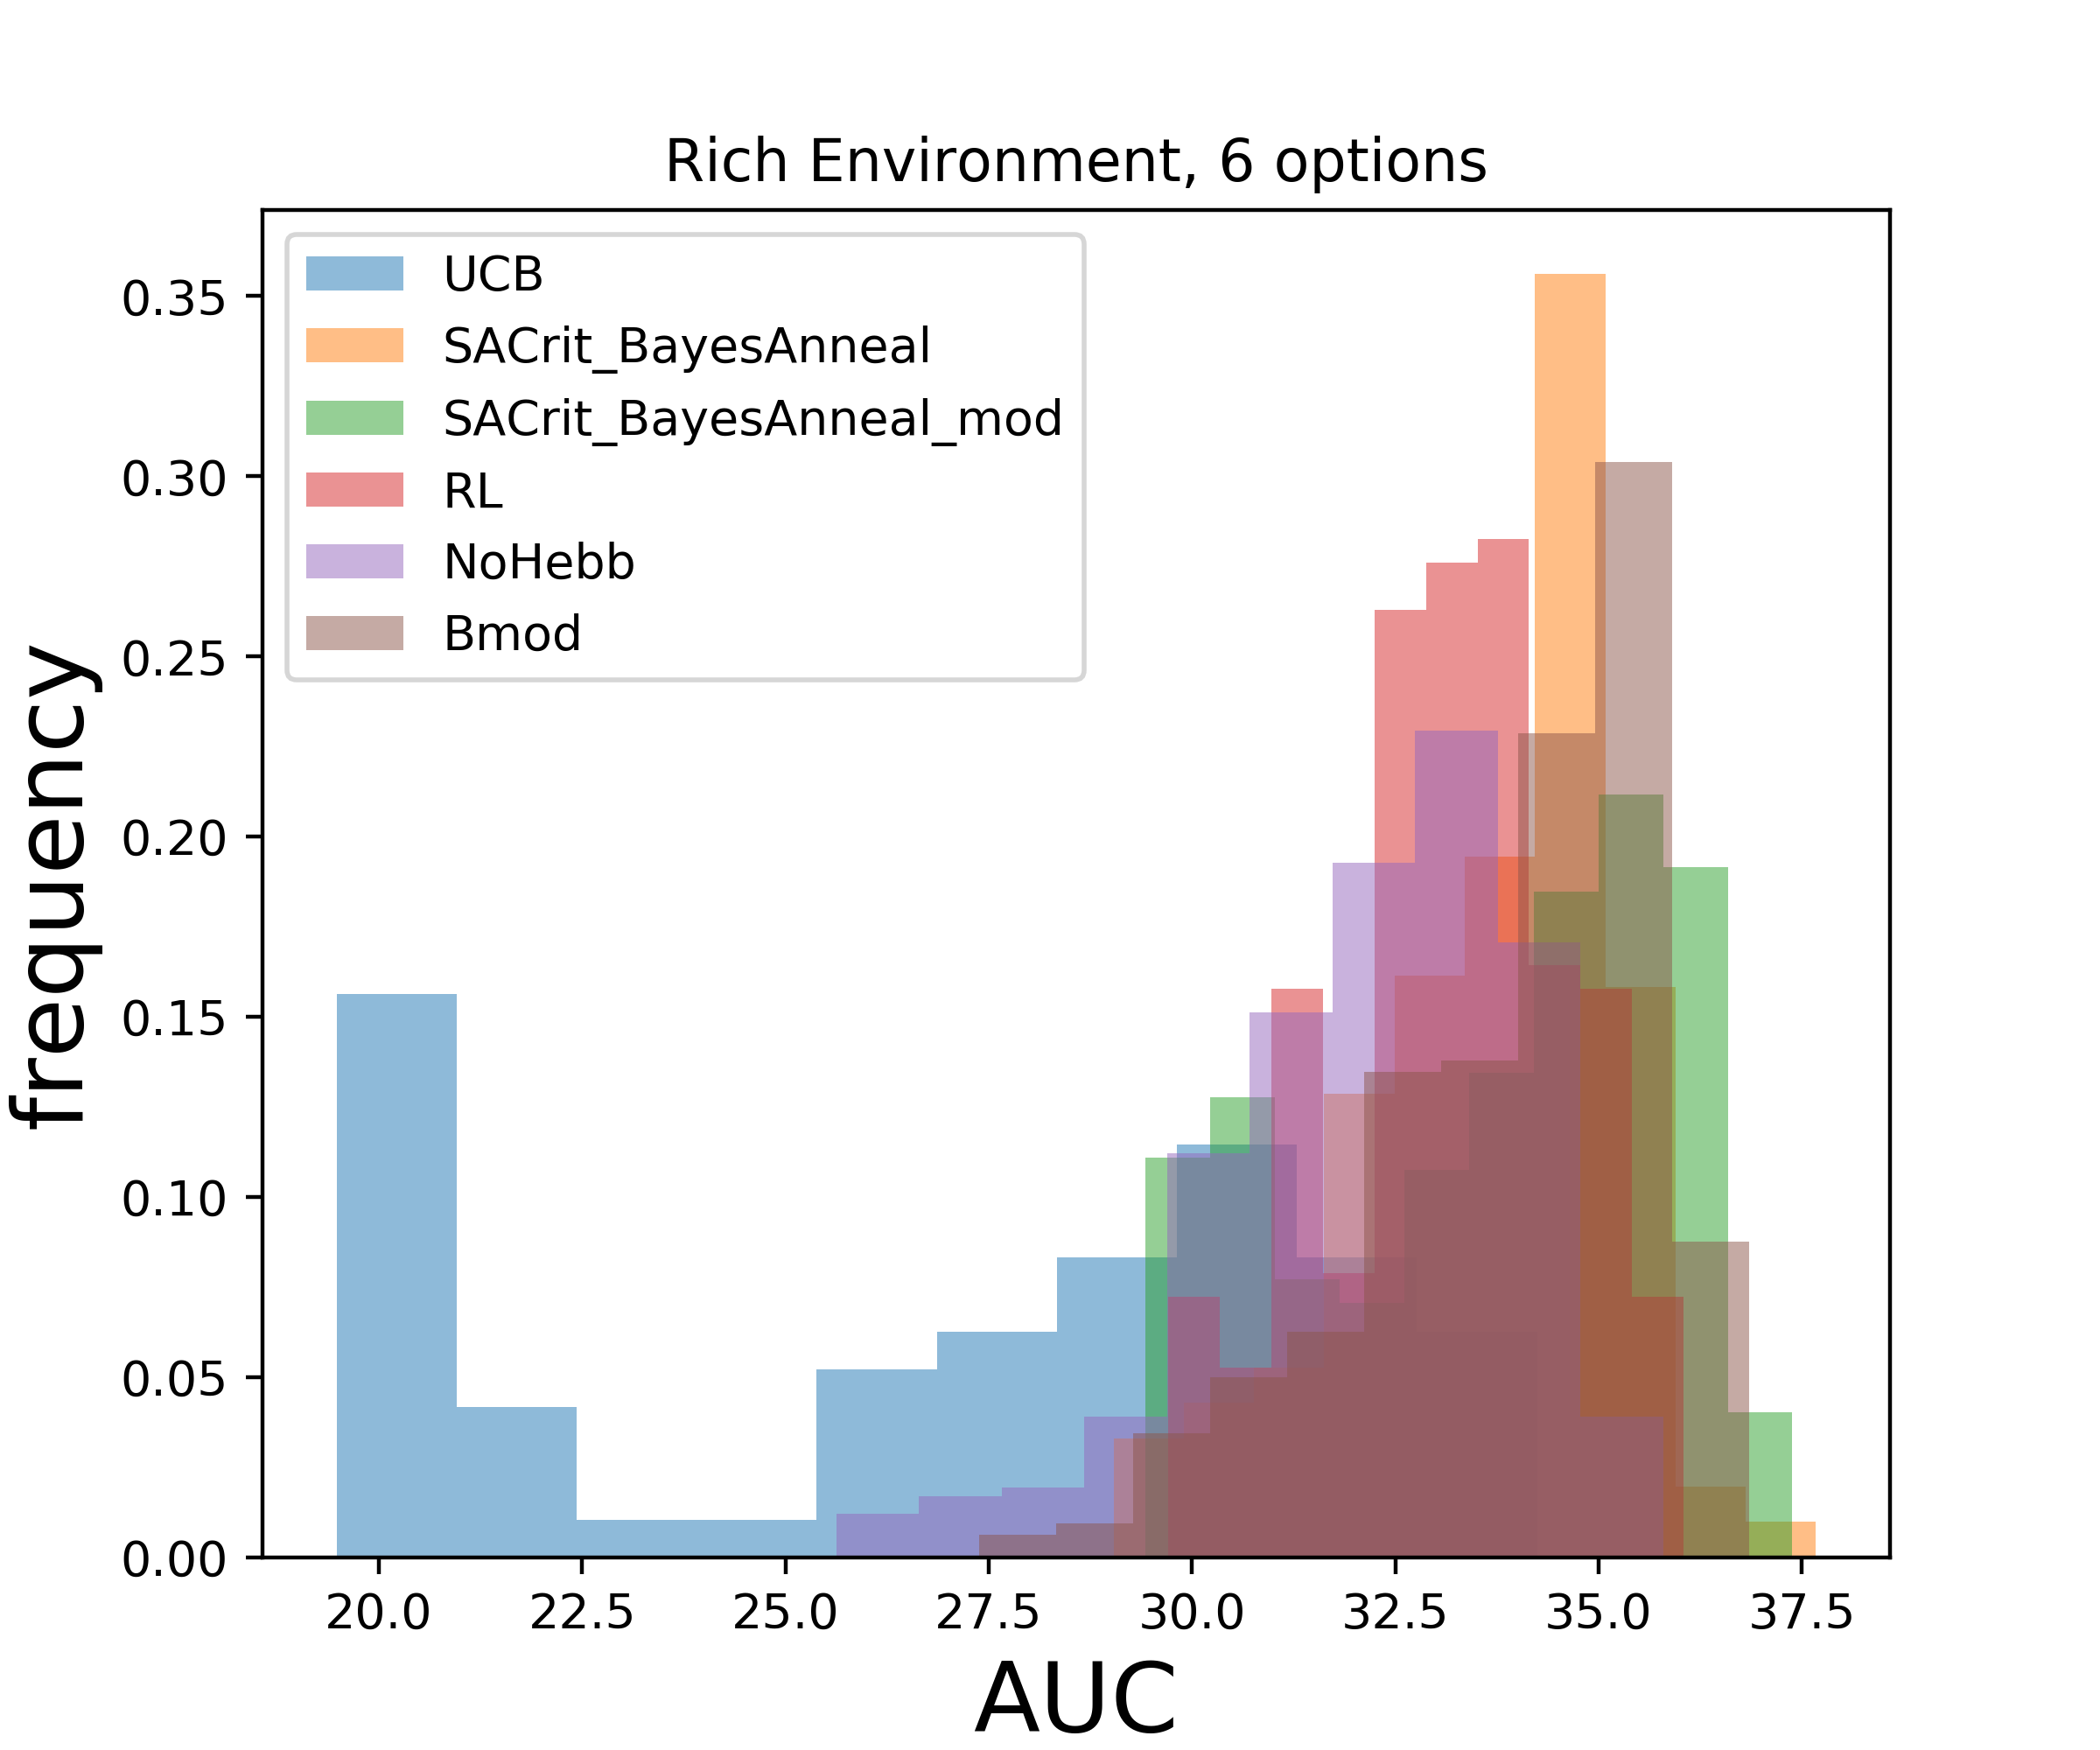 Rich Environment, 6 options
UCB
SACrit_BayesAnneal
SACrit_BayesAnneal_mod
RL
NoHebb
Bmod
frequency
0.35
0.30
0.25
0.20
0.15
0.10
0.05
0.00
20.0 22.5 25.0 27.5 30.0 32.5 35.0 37.5
AUC